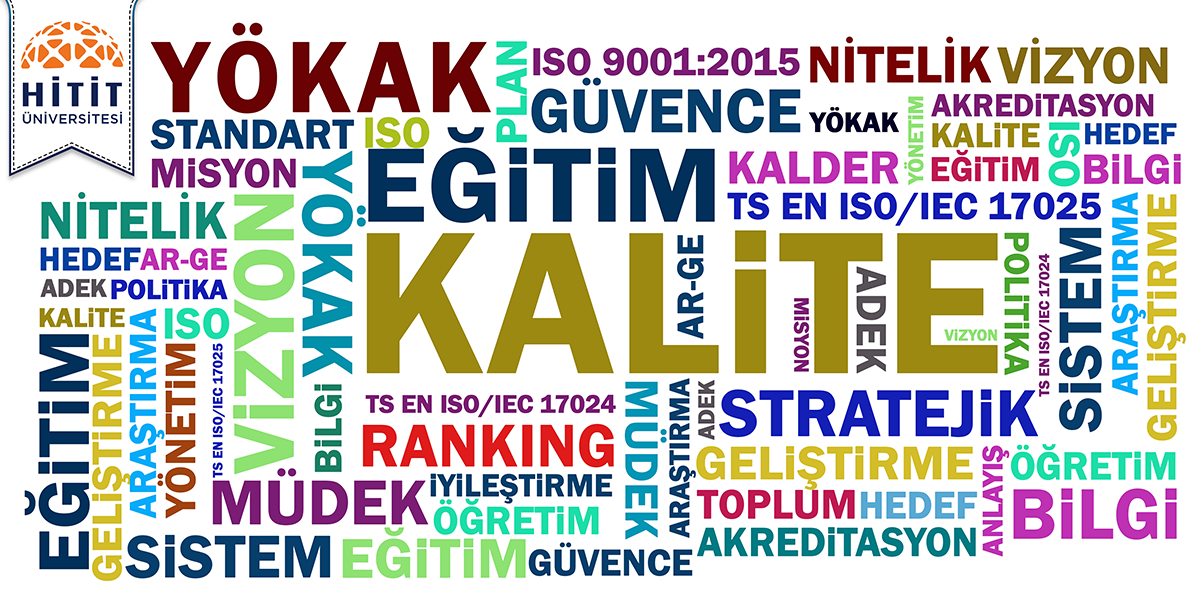 HİTİT
ÜNİVERSİTESİ
YÖKAK
PLAN
ISO 9001:2015
NİTELİK
VİZYON
GÜVENCE
YÖKAK
YÖNETİM
AKREDİTASYON
KALİTE
ISO
HEDEF
STANDART
ISO
EĞİTİM
KALDER
EĞİTİM
BİLGİ
MİSYON
YÖKAK
TS EN ISO/IEC 17025
NİTELİK
VİZYON
KALİTE
AR-GE
POLİTİKA
TS EN ISO/IEC 17024
SİSTEM
ARAŞTIRMA
GELİŞTİRME
HEDEF
AR-GE
ADEK
POLİTİKA
MİSYON
ADEK
VİZYON
KALİTE
ARAŞTIRMA
ISO
EĞİTİM
GELİŞTİRME
YÖNETİM
TS EN ISO/IEC 17025
BİLGİ
TS EN ISO/IEC 17024
MÜDEK
ARAŞTIRMA
ADEK
STRATEJİK
RANKING
GELİŞTİRME
ANLAYIŞ
ÖĞRETİM
MÜDEK
İYİLEŞTİRME
TOPLUM
HEDEF
BİLGİ
ÖĞRETİM
AKREDİTASYON
SİSTEM
EĞİTİM
GÜVENCE